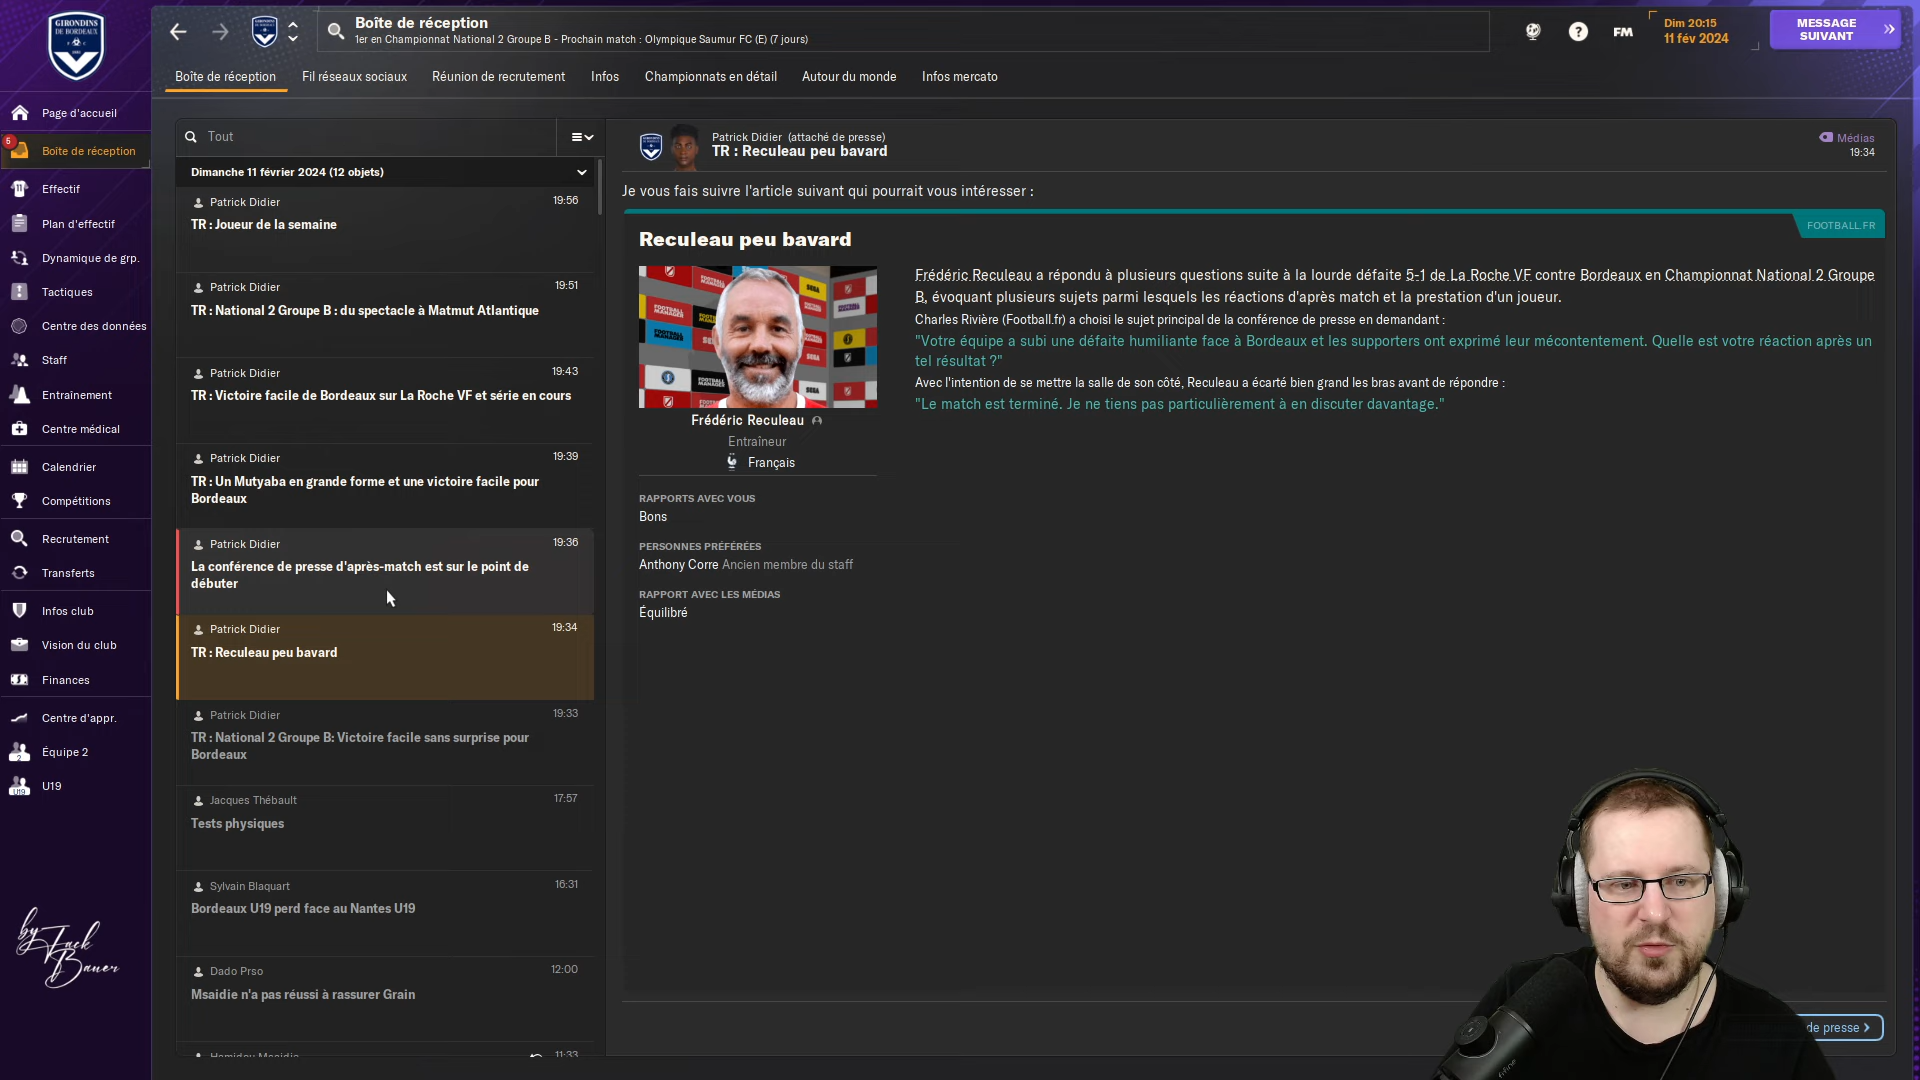 GIRONDINS
DE BORDEAUX
Boîte de réception
1er en Championnat National 2 Groupe B - Prochain match : Olympique Saumur FC (E) (7 jours)
FM
Dim 20:15
11 fév 2024
MESSAGE
SUIVANT
Boîte de réception
Fil réseaux sociaux
Réunion de recrutement
Infos
Championnats en détail
Autour du monde
Infos mercato
Page d'accueil
5
Boîte de réception
Effectif
Plan d'effectif
Dynamique de grp.
Tactiques
Centre des données
Staff
Entraînement
Centre médical
Calendrier
Compétitions
Recrutement
Transferts
Infos club
Vision du club
Finances
Centre d'appr.
Équipe 2
U19
by Jack
Bauer
Tout
Dimanche 11 février 2024 (12 objets)
Patrick Didier 19:56
TR : Joueur de la semaine
Patrick Didier 19:51
TR : National 2 Groupe B : du spectacle à Matmut Atlantique
Patrick Didier 19:43
TR : Victoire facile de Bordeaux sur La Roche VF et série en cours
Patrick Didier 19:39
TR : Un Mutyaba en grande forme et une victoire facile pour
Bordeaux
Patrick Didier 19:36
La conférence de presse d'après-match est sur le point de
débuter
Patrick Didier 19:34
TR : Reculeau peu bavard
Patrick Didier 19:33
TR : National 2 Groupe B: Victoire facile sans surprise pour
Bordeaux
Jacques Thébault 17:57
Tests physiques
Sylvain Blaquart 16:31
Bordeaux U19 perd face au Nantes U19
Dado Prso 12:00
Msaidie n'a pas réussi à rassurer Grain
Hamidou Msaidie 11:33
Patrick Didier (attaché de presse)
TR : Reculeau peu bavard
Médias
19:34
Je vous fais suivre l'article suivant qui pourrait vous intéresser :
FOOTBALL.FR
Reculeau peu bavard
Frédéric Reculeau a répondu à plusieurs questions suite à la lourde défaite 5-1 de La Roche VF contre Bordeaux en Championnat National 2 Groupe
B, évoquant plusieurs sujets parmi lesquels les réactions d'après match et la prestation d'un joueur.
Charles Rivière (Football.fr) a choisi le sujet principal de la conférence de presse en demandant :
"Votre équipe a subi une défaite humiliante face à Bordeaux et les supporters ont exprimé leur mécontentement. Quelle est votre réaction après un
tel résultat ?"
Avec l'intention de se mettre la salle de son côté, Reculeau a écarté bien grand les bras avant de répondre :
"Le match est terminé. Je ne tiens pas particulièrement à en discuter davantage."
Frédéric Reculeau
Entraîneur
Français
RAPPORTS AVEC VOUS
Bons
PERSONNES PRÉFÉRÉES
Anthony Corre Ancien membre du staff
RAPPORT AVEC LES MÉDIAS
Équilibré
de presse